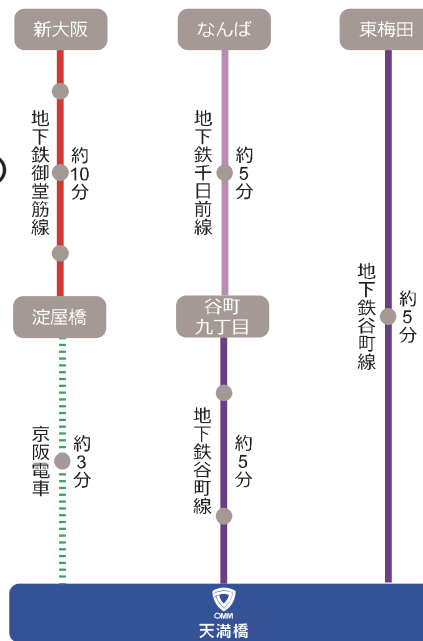 新大阪
なんば
東梅田
地下鉄御堂筋線
約10分
地下鉄千日前線
約5分
地下鉄谷町線
約5分
淀屋橋
谷町
九丁目
京阪電車
約3分
地下鉄谷町線
約5分
OMM
天満橋